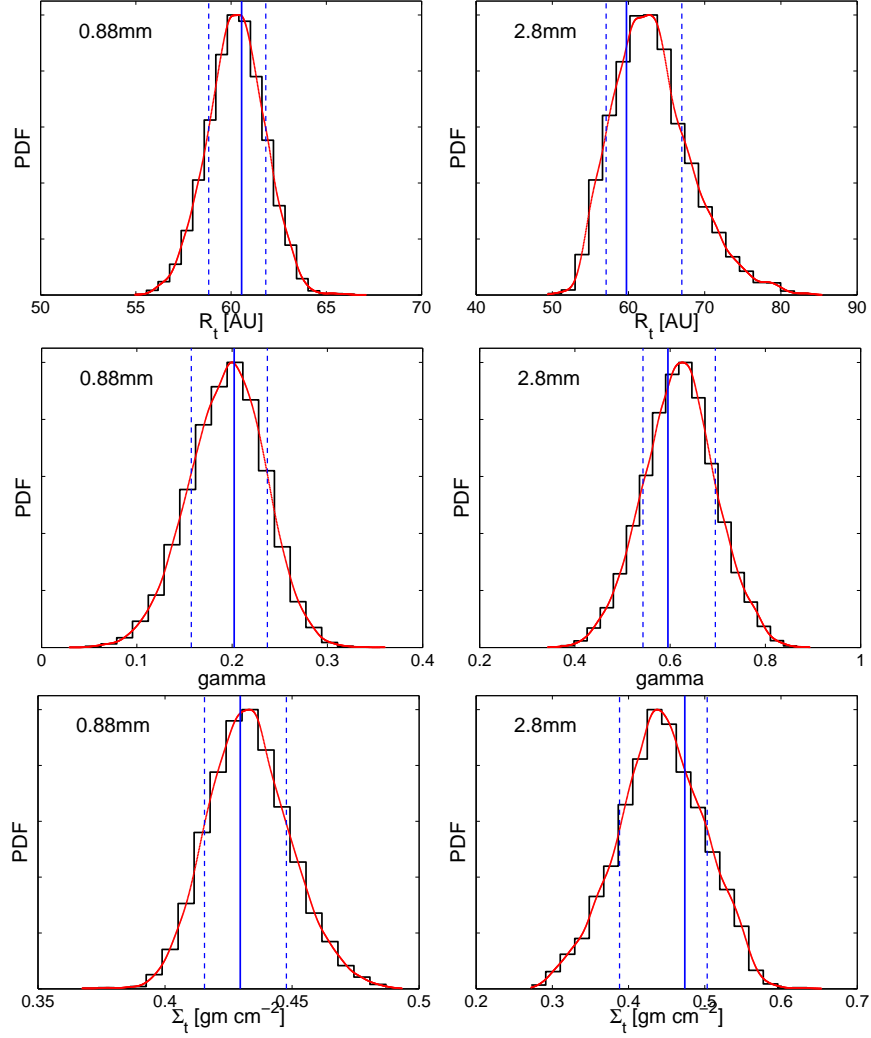 0.88mm
2.8mm
PDF
PDF
50 55 60 65 70
40 50 60 70 80 90
R_t [AU]
R_t [AU]
0.88mm
2.8mm
PDF
PDF
0 0.1 0.2 0.3 0.4
0.2 0.4 0.6 0.8 1
gamma
gamma
0.88mm
2.8mm
PDF
PDF
0.35 0.4 0.45 0.5
0.2 0.3 0.4 0.5 0.6 0.7
Σ_t [gm cm⁻²]
Σ_t [gm cm⁻²]